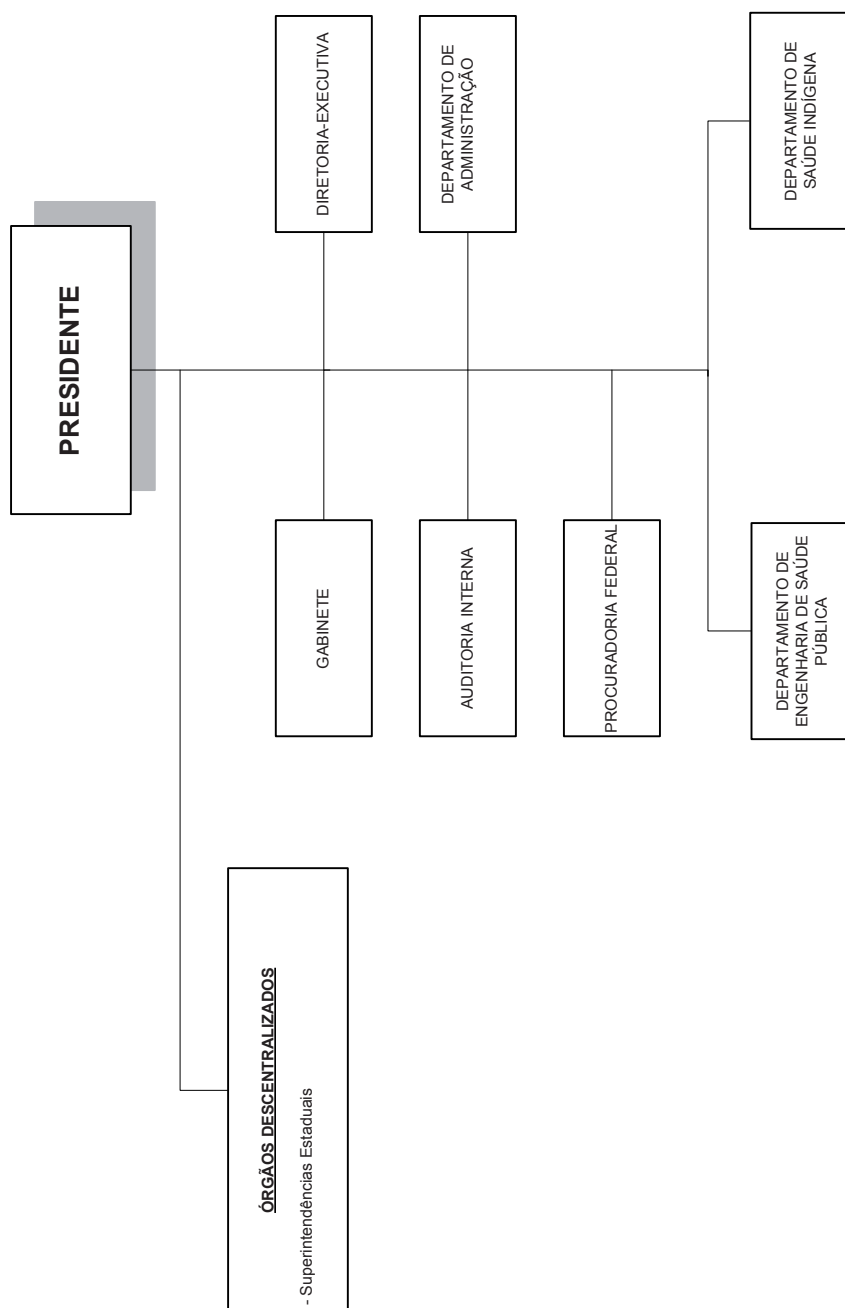 PRESIDENTE
ÓRGÃOS DESCENTRALIZADOS
- Superintendências Estaduais
GABINETE
DIRETORIA-EXECUTIVA
AUDITORIA INTERNA
DEPARTAMENTO DE
ADMINISTRAÇÃO
PROCURADORIA FEDERAL
DEPARTAMENTO DE
ENGENHARIA DE SAÚDE
PÚBLICA
DEPARTAMENTO DE
SAÚDE INDÍGENA